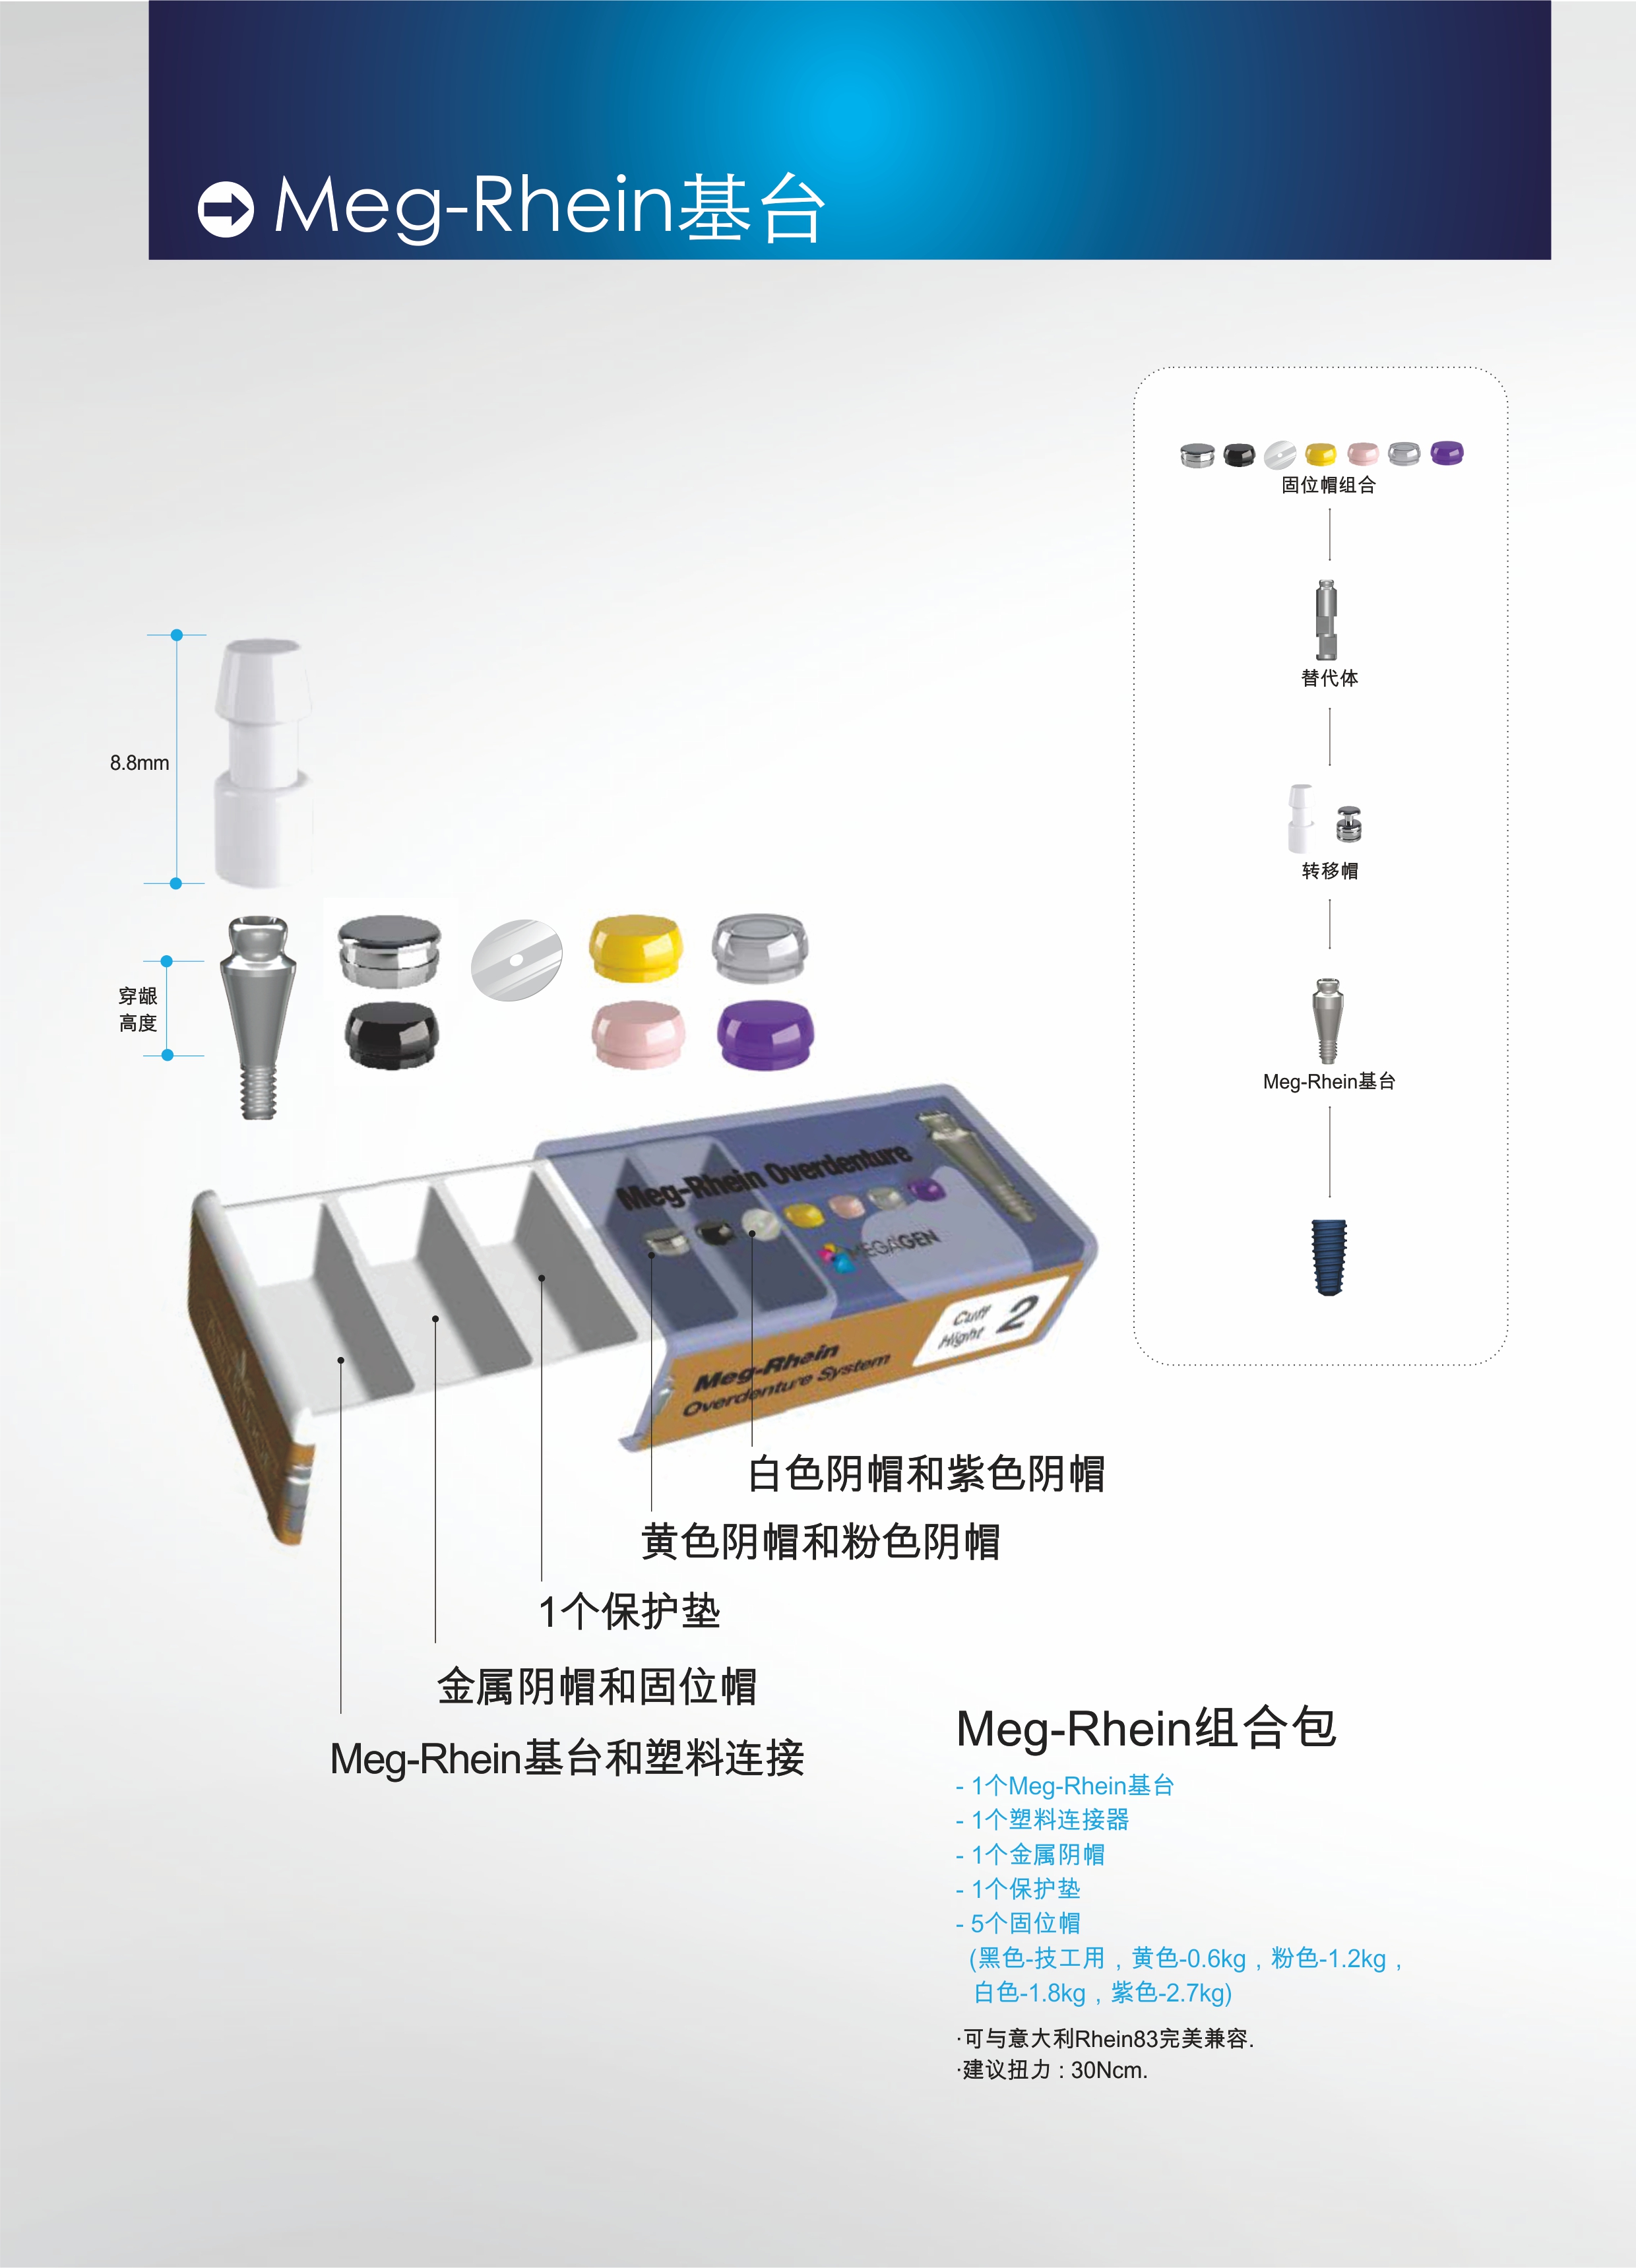 Meg-Rhein基台
固位帽组合
替代体
转移帽
Meg-Rhein基台
8.8mm
穿龈
高度
Meg-Rhein Overdenture
MEGAGEN
Cuff
Hight
2
Meg-Rhein
Overdenture System
白色阴帽和紫色阴帽
黄色阴帽和粉色阴帽
1个保护垫
金属阴帽和固位帽
Meg-Rhein基台和塑料连接
Meg-Rhein组合包
- 1个Meg-Rhein基台
- 1个塑料连接器
- 1个金属阴帽
- 1个保护垫
- 5个固位帽
(黑色-技工用，黄色-0.6kg，粉色-1.2kg，
白色-1.8kg，紫色-2.7kg)
·可与意大利Rhein83完美兼容.
·建议扭力 : 30Ncm.